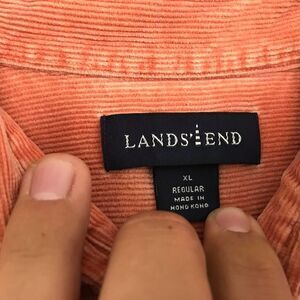 LANDS' END
XL
REGULAR
MADE IN
HONG KONG